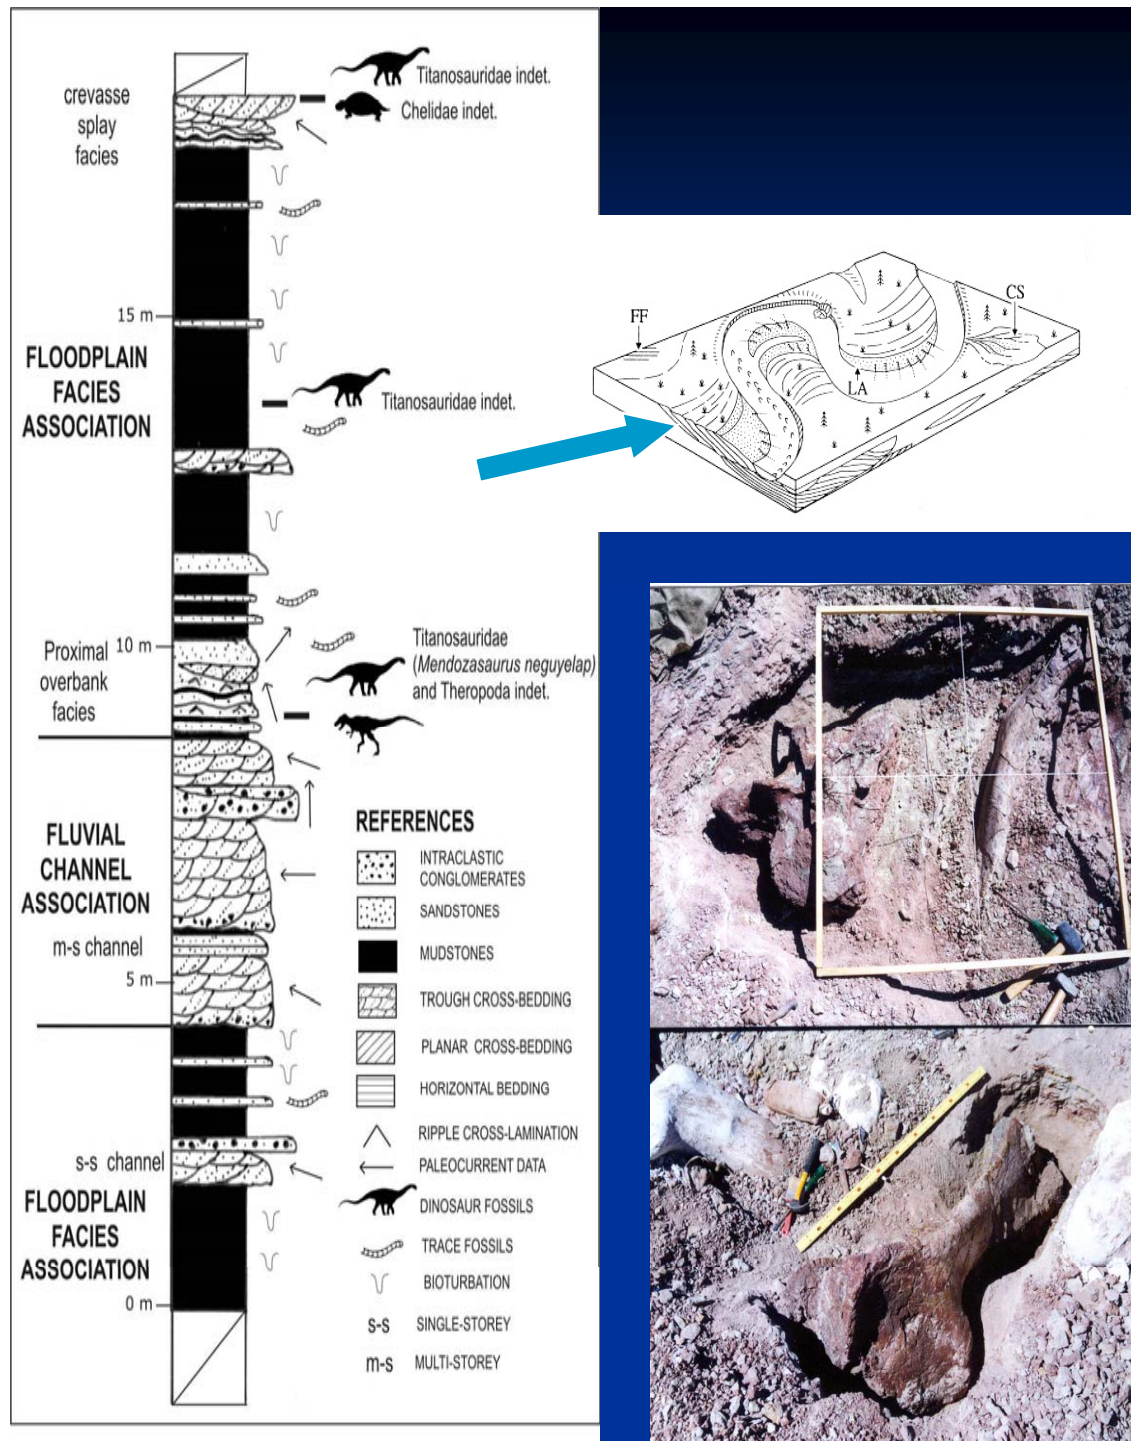 crevasse
splay
facies
Titanosauridae indet.
Chelidae indet.
15 m
FLOODPLAIN
FACIES
ASSOCIATION
Titanosauridae indet.
Proximal
overbank
facies
10 m
Titanosauridae
(Mendozasaurus neguyelap)
and Theropoda indet.
FLUVIAL
CHANNEL
ASSOCIATION
m-s channel
5 m
s-s channel
FLOODPLAIN
FACIES
ASSOCIATION
0 m
REFERENCES
INTRACLASTIC
CONGLOMERATES
SANDSTONES
MUDSTONES
TROUGH CROSS-BEDDING
PLANAR CROSS-BEDDING
HORIZONTAL BEDDING
RIPPLE CROSS-LAMINATION
PALEOCURRENT DATA
DINOSAUR FOSSILS
TRACE FOSSILS
BIOTURBATION
s-s SINGLE-STOREY
m-s MULTI-STOREY
FF
CS
LA